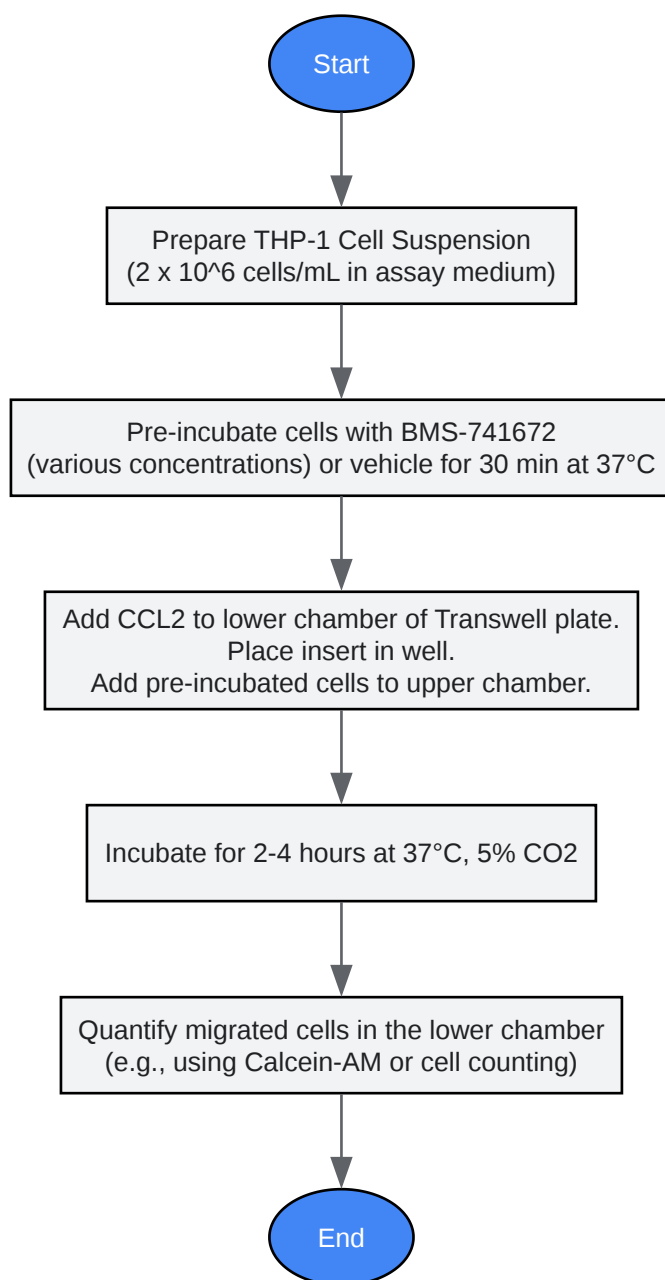 Start
Prepare THP-1 Cell Suspension
(2 x 10^6 cells/mL in assay medium)
Pre-incubate cells with BMS-741672
(various concentrations) or vehicle for 30 min at 37°C
Add CCL2 to lower chamber of Transwell plate.
Place insert in well.
Add pre-incubated cells to upper chamber.
Incubate for 2-4 hours at 37°C, 5% CO2
Quantify migrated cells in the lower chamber
(e.g., using Calcein-AM or cell counting)
End